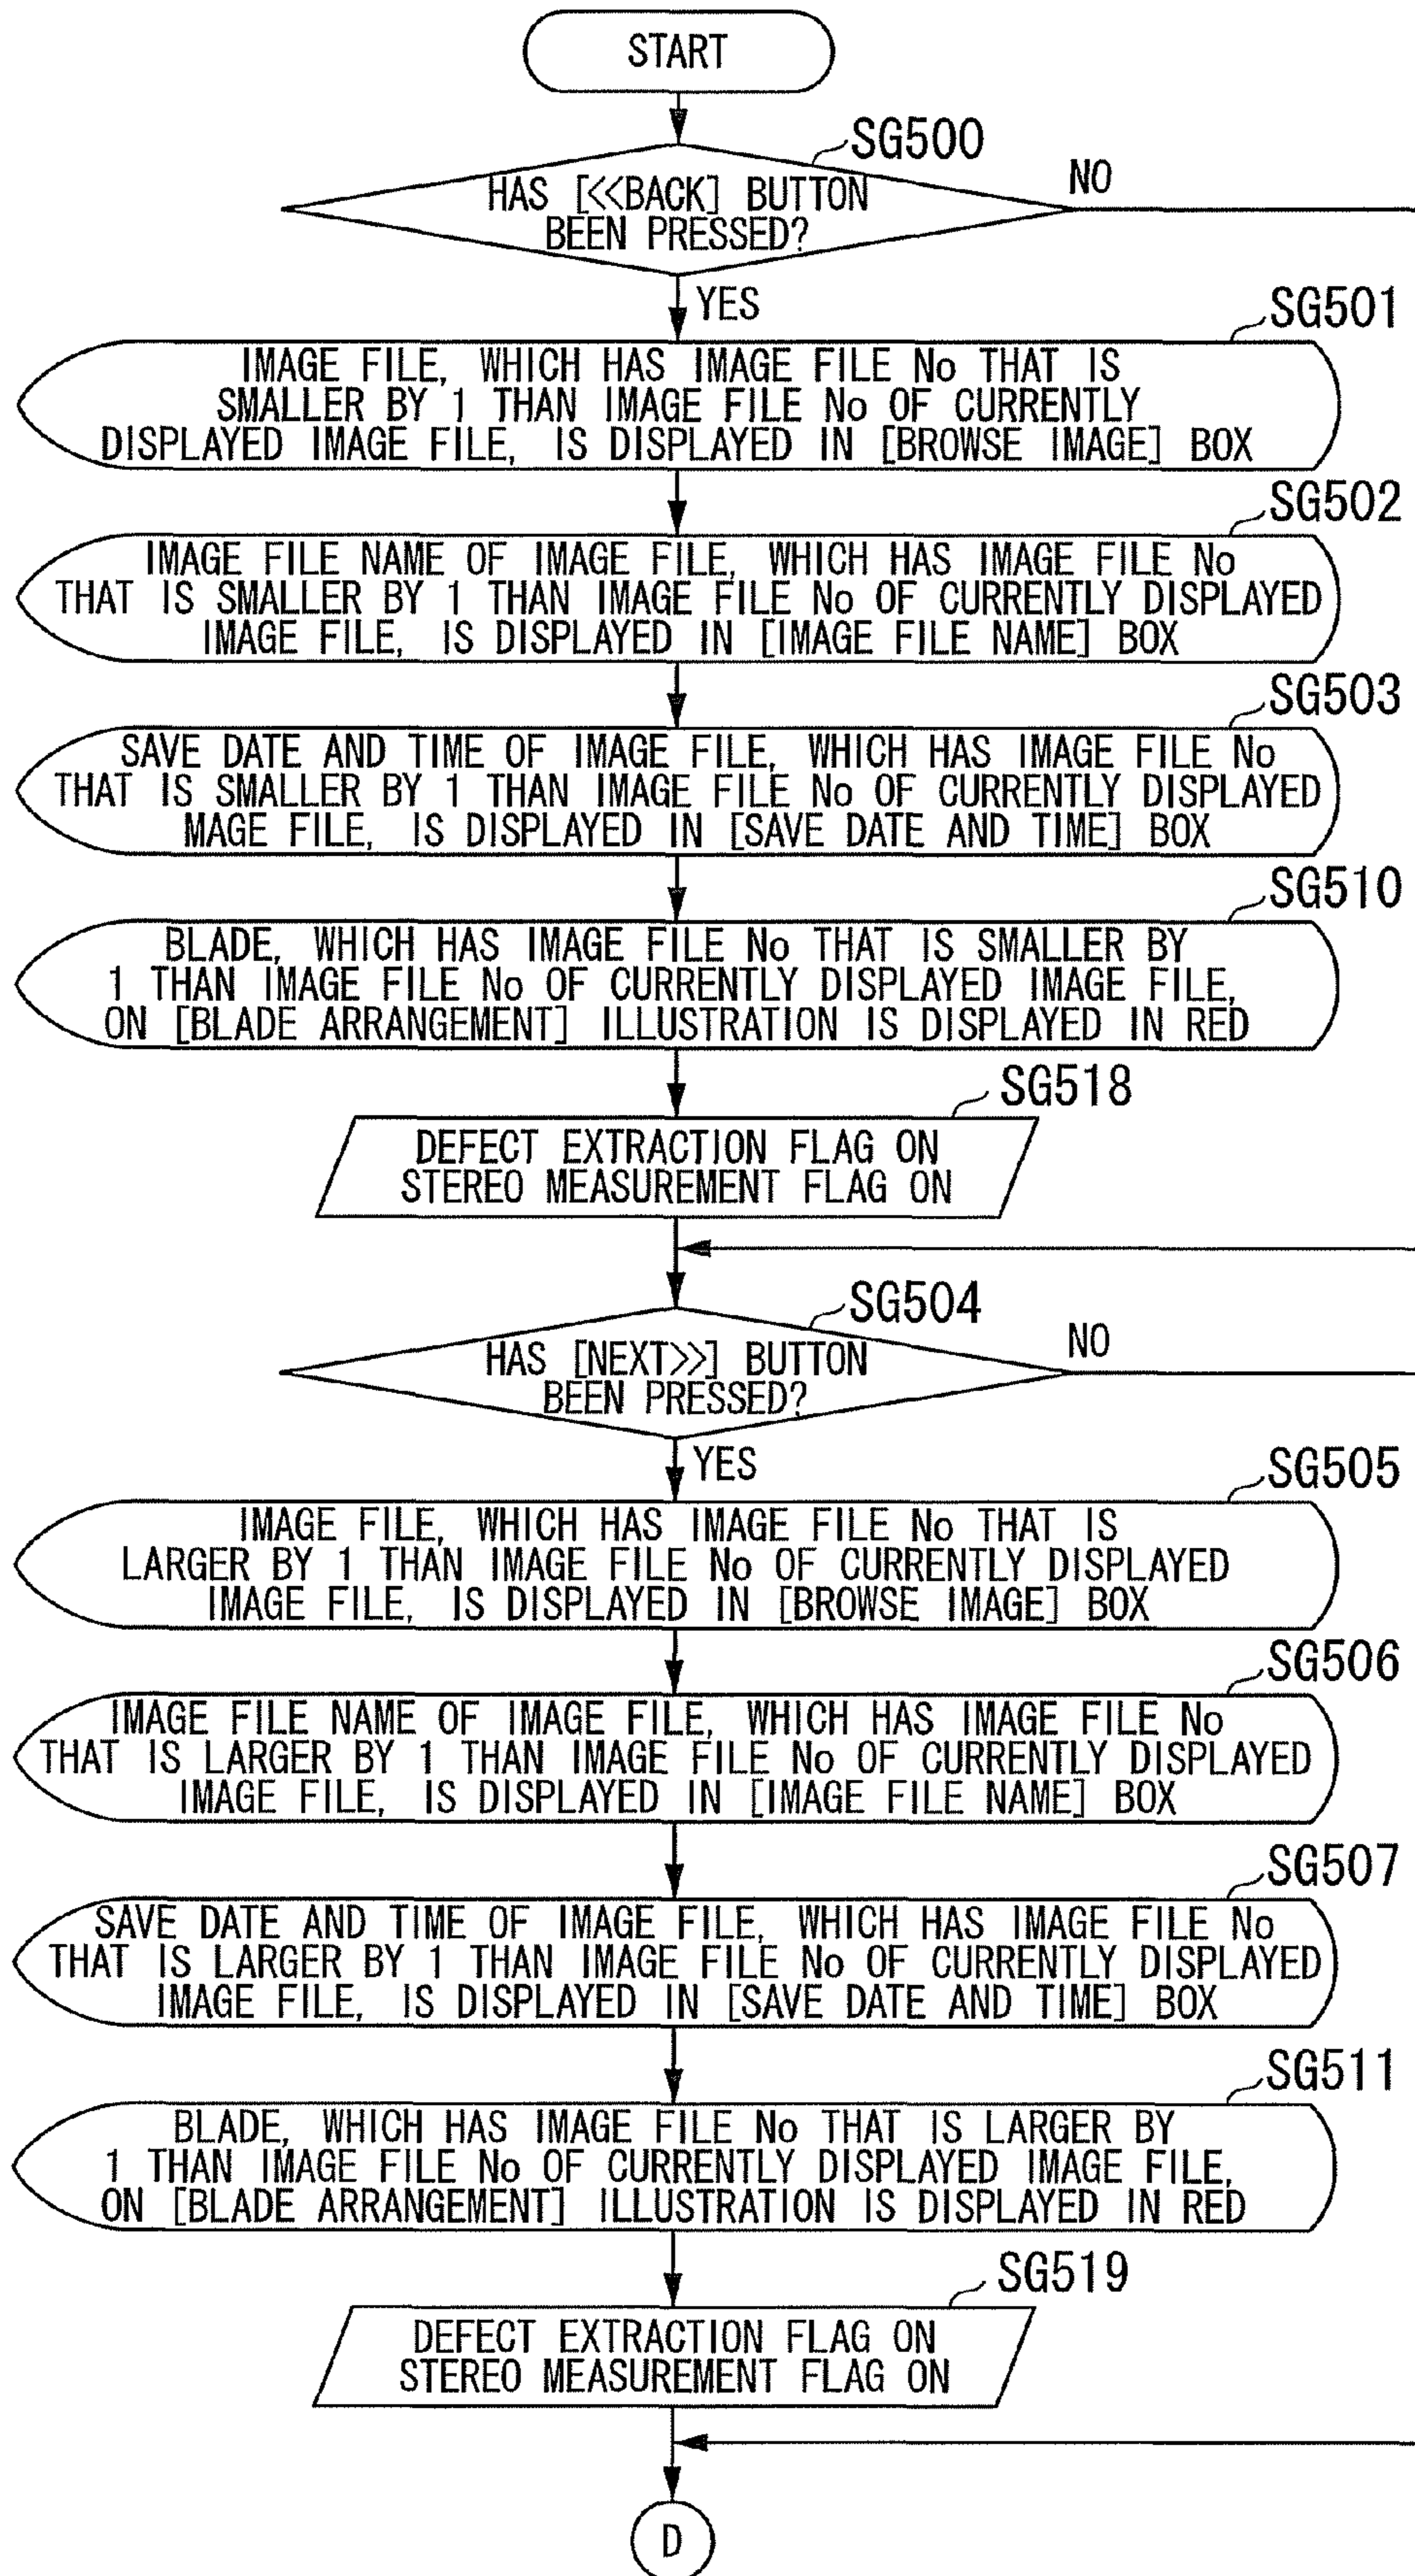 START
SG500
HAS [<<BACK] BUTTON
BEEN PRESSED?
NO
YES
SG501
IMAGE FILE, WHICH HAS IMAGE FILE No THAT IS
SMALLER BY 1 THAN IMAGE FILE No OF CURRENTLY
DISPLAYED IMAGE FILE, IS DISPLAYED IN [BROWSE IMAGE] BOX
SG502
IMAGE FILE NAME OF IMAGE FILE, WHICH HAS IMAGE FILE No
THAT IS SMALLER BY 1 THAN IMAGE FILE No OF CURRENTLY DISPLAYED
IMAGE FILE, IS DISPLAYED IN [IMAGE FILE NAME] BOX
SG503
SAVE DATE AND TIME OF IMAGE FILE, WHICH HAS IMAGE FILE No
THAT IS SMALLER BY 1 THAN IMAGE FILE No OF CURRENTLY DISPLAYED
MAGE FILE, IS DISPLAYED IN [SAVE DATE AND TIME] BOX
SG510
BLADE, WHICH HAS IMAGE FILE No THAT IS SMALLER BY
1 THAN IMAGE FILE No OF CURRENTLY DISPLAYED IMAGE FILE,
ON [BLADE ARRANGEMENT] ILLUSTRATION IS DISPLAYED IN RED
SG518
DEFECT EXTRACTION FLAG ON
STEREO MEASUREMENT FLAG ON
SG504
HAS [NEXT>>] BUTTON
BEEN PRESSED?
NO
YES
SG505
IMAGE FILE, WHICH HAS IMAGE FILE No THAT IS
LARGER BY 1 THAN IMAGE FILE No OF CURRENTLY DISPLAYED
IMAGE FILE, IS DISPLAYED IN [BROWSE IMAGE] BOX
SG506
IMAGE FILE NAME OF IMAGE FILE, WHICH HAS IMAGE FILE No
THAT IS LARGER BY 1 THAN IMAGE FILE No OF CURRENTLY DISPLAYED
IMAGE FILE, IS DISPLAYED IN [IMAGE FILE NAME] BOX
SG507
SAVE DATE AND TIME OF IMAGE FILE, WHICH HAS IMAGE FILE No
THAT IS LARGER BY 1 THAN IMAGE FILE No OF CURRENTLY DISPLAYED
IMAGE FILE, IS DISPLAYED IN [SAVE DATE AND TIME] BOX
SG511
BLADE, WHICH HAS IMAGE FILE No THAT IS LARGER BY
1 THAN IMAGE FILE No OF CURRENTLY DISPLAYED IMAGE FILE,
ON [BLADE ARRANGEMENT] ILLUSTRATION IS DISPLAYED IN RED
SG519
DEFECT EXTRACTION FLAG ON
STEREO MEASUREMENT FLAG ON
D